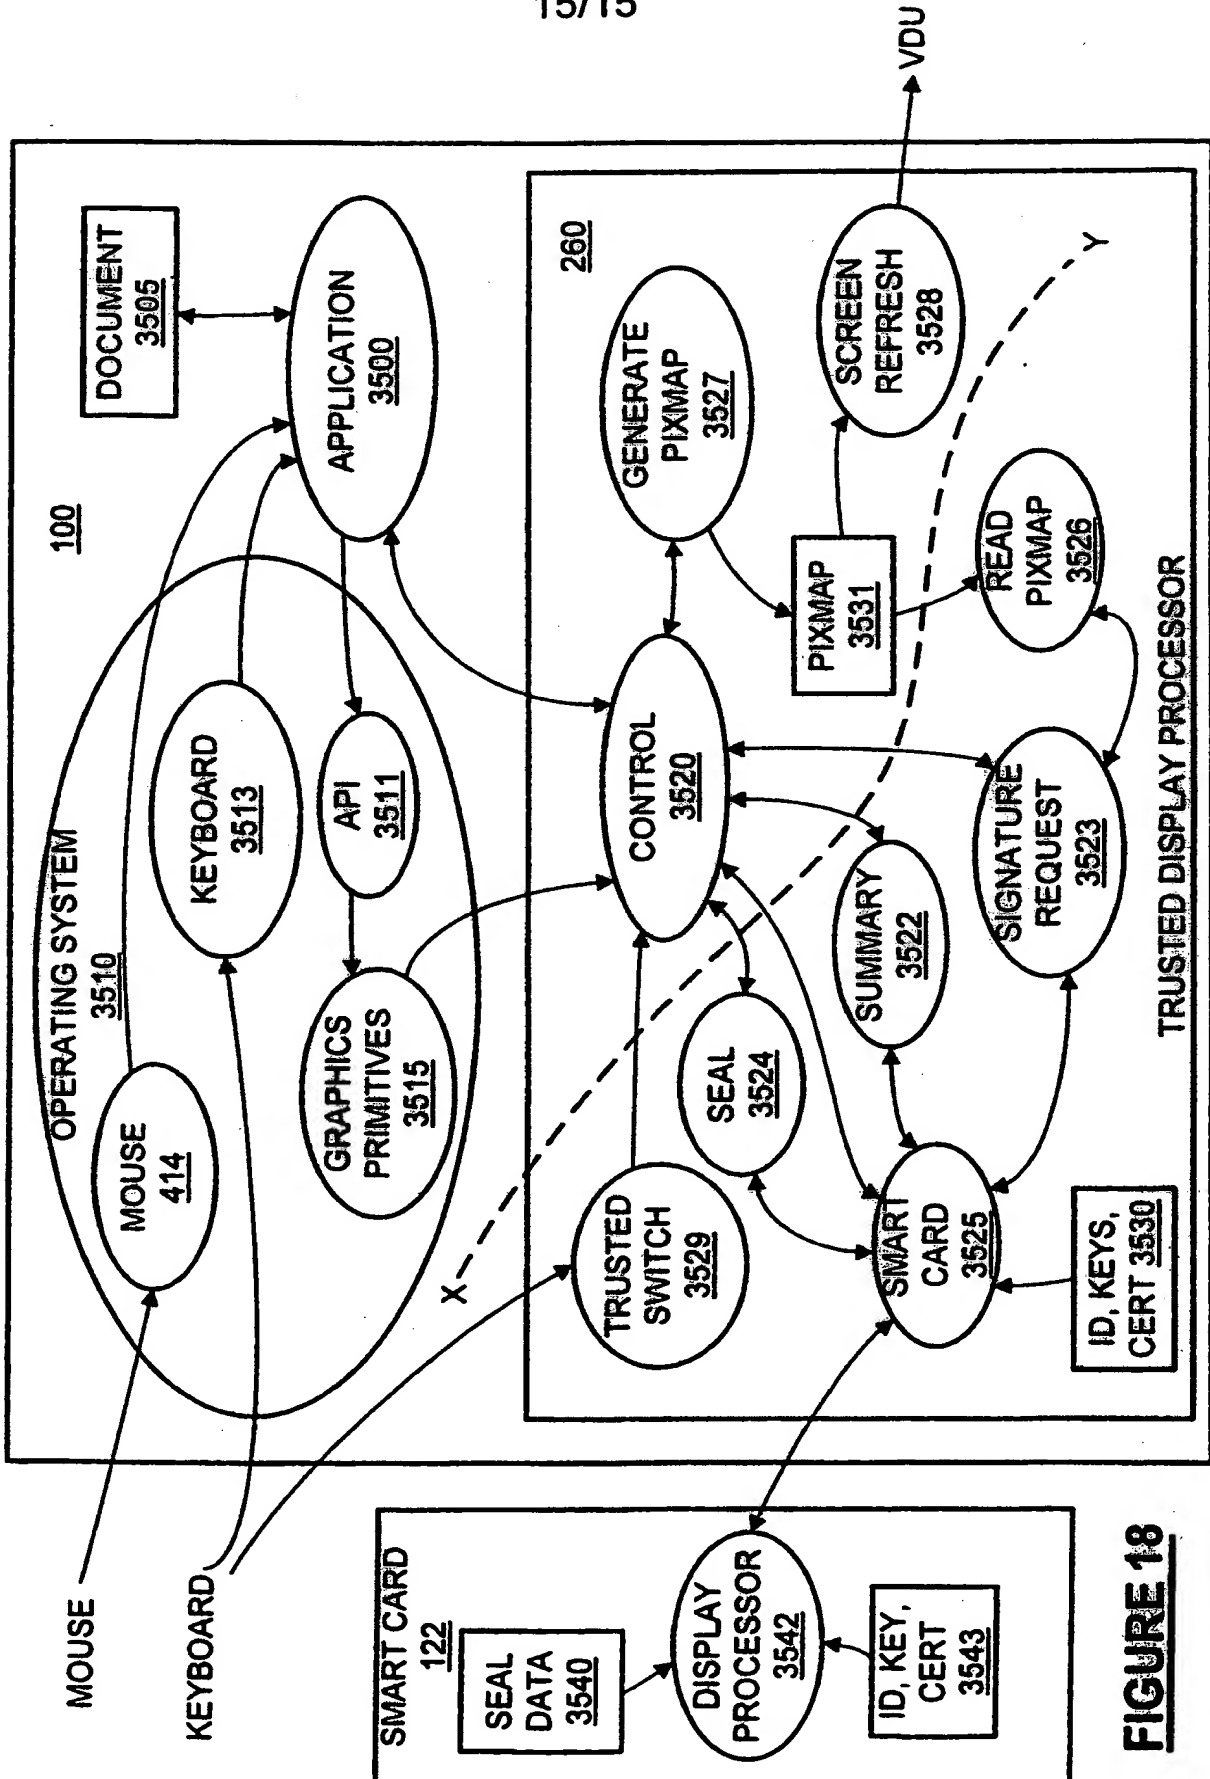 15/15
MOUSE
KEYBOARD
OPERATING SYSTEM
3510
100
MOUSE
414
KEYBOARD
3513
API
3511
GRAPHICS
PRIMITIVES
3515
DOCUMENT
3505
APPLICATION
3500
X
Y
260
TRUSTED
SWITCH
3529
CONTROL
3520
GENERATE
PIXMAP
3527
PIXMAP
3531
SCREEN
REFRESH
3528
VDU
SEAL
3524
SUMMARY
3522
SIGNATURE
REQUEST
3523
READ
PIXMAP
3526
SMART
CARD
3525
ID, KEYS,
CERT 3530
TRUSTED DISPLAY PROCESSOR
SMART CARD
122
SEAL
DATA
3540
DISPLAY
PROCESSOR
3542
ID, KEY,
CERT
3543
FIGURE 18